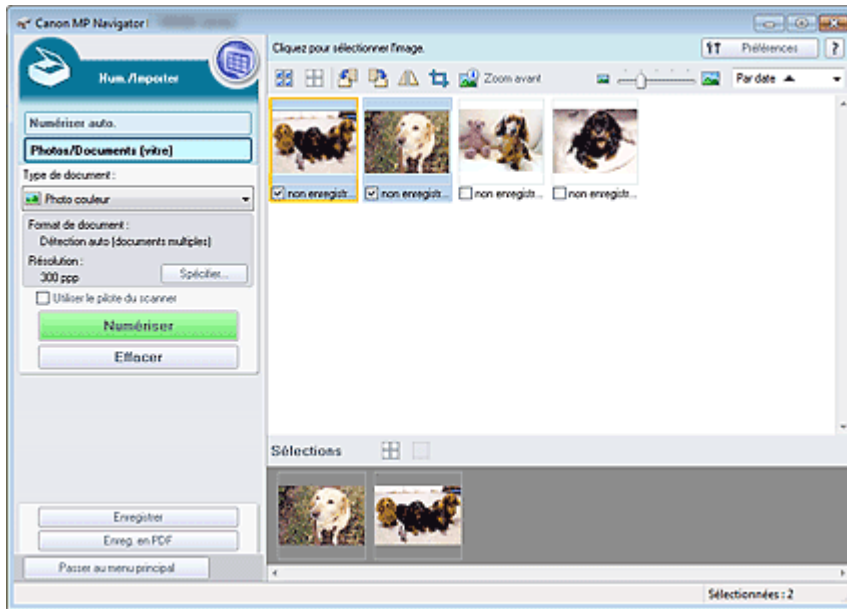 Canon MP Navigator
Cliquez pour sélectionner l'image.
Préférences
?
Num./Importer
Zoom avant
Par date
Numériser auto.
Photos/Documents (vitre)
Type de document :
Photo couleur
Format de document :
Détection auto (documents multiples)
Résolution :
300 ppp
Spécifier...
Utiliser le pilote du scanner
Numériser
Effacer
non enregistr...
non enregistr...
non enregistr...
non enregistr...
Sélections
Enregistrer
Enreg. en PDF
Passer au menu principal
Sélectionnées : 2